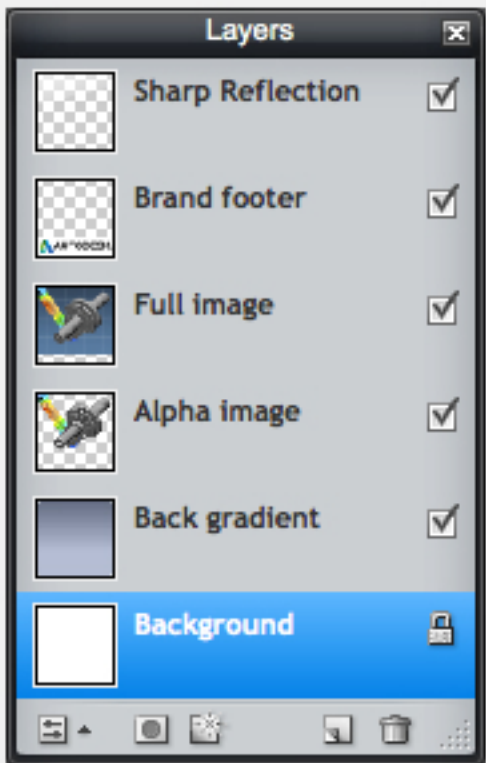 Layers
Sharp Reflection
Brand footer
Full image
Alpha image
Back gradient
Background